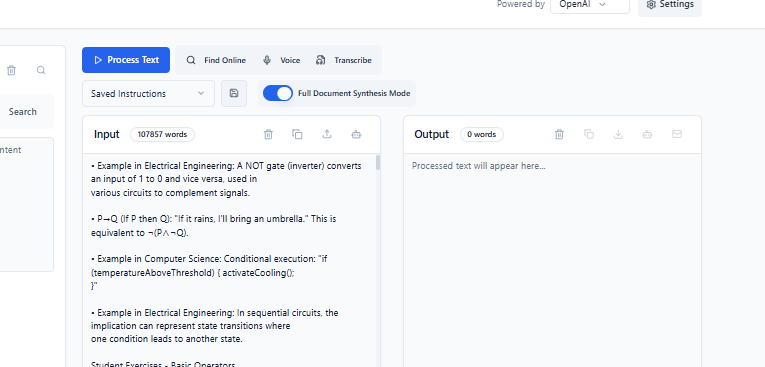 Powered by
OpenAI
Settings
Process Text
Find Online
Voice
Transcribe
Saved Instructions
Full Document Synthesis Mode
Search
ntent
Input
107857 words
Output
0 words
• Example in Electrical Engineering: A NOT gate (inverter) converts
an input of 1 to 0 and vice versa, used in
various circuits to complement signals.
• P→Q (If P then Q): "If it rains, I'll bring an umbrella." This is
equivalent to ¬(P∧¬Q).
• Example in Computer Science: Conditional execution: "if
(temperatureAboveThreshold) { activateCooling();
}"
• Example in Electrical Engineering: In sequential circuits, the
implication can represent state transitions where
one condition leads to another state.
Student Exercises - Basic Operators
Processed text will appear here...